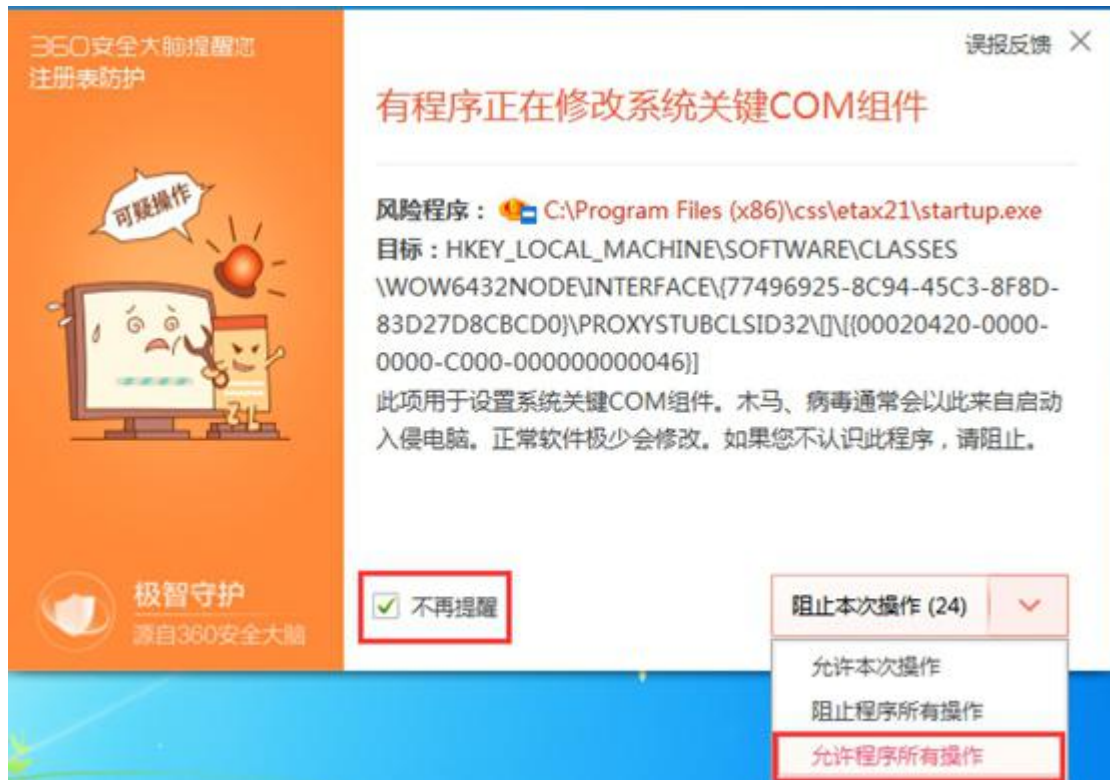 360安全大脑提醒您
注册表防护
误报反馈
有程序正在修改系统关键COM组件
可疑操作
风险程序： C:\Program Files (x86)\css\etax21\startup.exe
目标：HKEY_LOCAL_MACHINE\SOFTWARE\CLASSES
\WOW6432NODE\INTERFACE\{77496925-8C94-45C3-8F8D-
83D27D8CBCD0}\PROXYSTUBCLSID32\[]\[{00020420-0000-
0000-C000-000000000046}]
此项用于设置系统关键COM组件。木马、病毒通常会以此来自启动
入侵电脑。正常软件极少会修改。如果您不认识此程序，请阻止。
极智守护
源自360安全大脑
不再提醒
阻止本次操作 (24)
允许本次操作
阻止程序所有操作
允许程序所有操作